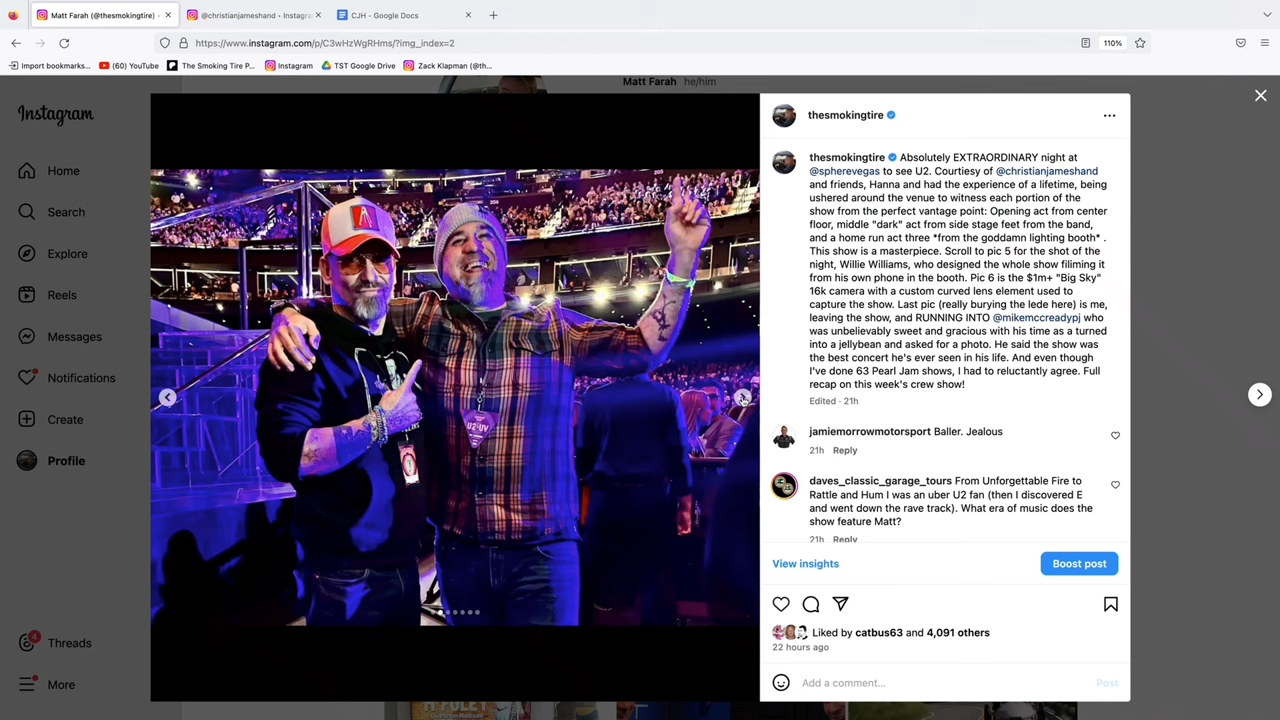 Matt Farah (@thesmokingtire) -
@christianjameshand • Instagra
CJH - Google Docs
https://www.instagram.com/p/C3wHzWgRHms/?img_index=2
110%
Import bookmarks...
(60) YouTube
The Smoking Tire P...
Instagram
TST Google Drive
Zack Klapman (@th...
Matt Farah he/him
Instagram
Home
Search
Explore
Reels
Messages
Notifications
Create
Profile
4
Threads
More
204
U2:UV
thesmokingtire
thesmokingtire Absolutely EXTRAORDINARY night at
@spherevegas to see U2. Courtesy of @christianjameshand
and friends, Hanna and had the experience of a lifetime, being
ushered around the venue to witness each portion of the
show from the perfect vantage point: Opening act from center
floor, middle "dark" act from side stage feet from the band,
and a home run act three *from the goddamn lighting booth* .
This show is a masterpiece. Scroll to pic 5 for the shot of the
night, Willie Williams, who designed the whole show filiming it
from his own phone in the booth. Pic 6 is the $1m+ "Big Sky"
16k camera with a custom curved lens element used to
capture the show. Last pic (really burying the lede here) is me,
leaving the show, and RUNNING INTO @mikemccreadypj who
was unbelievably sweet and gracious with his time as a turned
into a jellybean and asked for a photo. He said the show was
the best concert he's ever seen in his life. And even though
I've done 63 Pearl Jam shows, I had to reluctantly agree. Full
recap on this week's crew show!
Edited · 21h
jamiemorrowmotorsport Baller. Jealous
21h Reply
daves_classic_garage_tours From Unforgettable Fire to
Rattle and Hum I was an uber U2 fan (then I discovered E
and went down the rave track). What era of music does the
show feature Matt?
21h Reply
View insights
Boost post
Liked by catbus63 and 4,091 others
22 hours ago
Add a comment...
Post